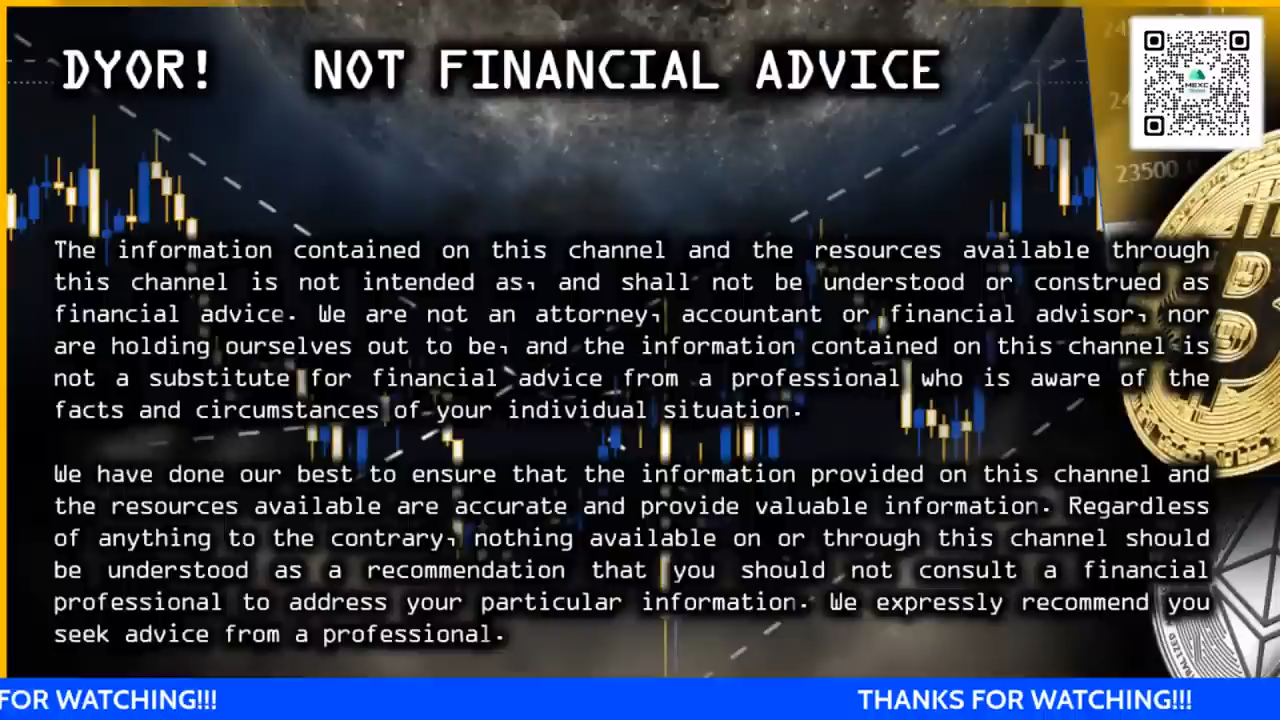 DYOR! NOT FINANCIAL ADVICE
MEXC
23500
The information contained on this channel and the resources available through
this channel is not intended as, and shall not be understood or construed as
financial advice. We are not an attorney, accountant or financial advisor, nor
are holding ourselves out to be, and the information contained on this channel is
not a substitute for financial advice from a professional who is aware of the
facts and circumstances of your individual situation.
We have done our best to ensure that the information provided on this channel and
the resources available are accurate and provide valuable information. Regardless
of anything to the contrary, nothing available on or through this channel should
be understood as a recommendation that you should not consult a financial
professional to address your particular information. We expressly recommend you
seek advice from a professional.
FOR WATCHING!!! THANKS FOR WATCHING!!!